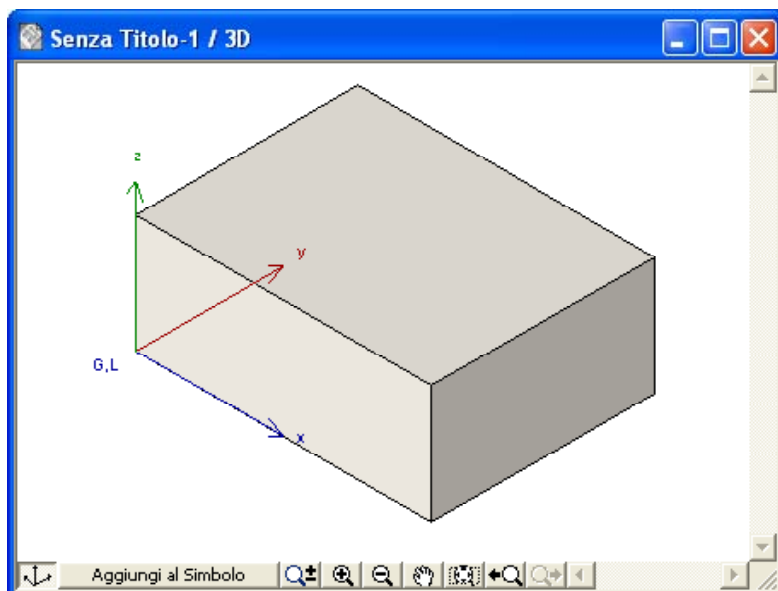 Senza Titolo-1 / 3D
z
y
G,L
x
Aggiungi al Simbolo